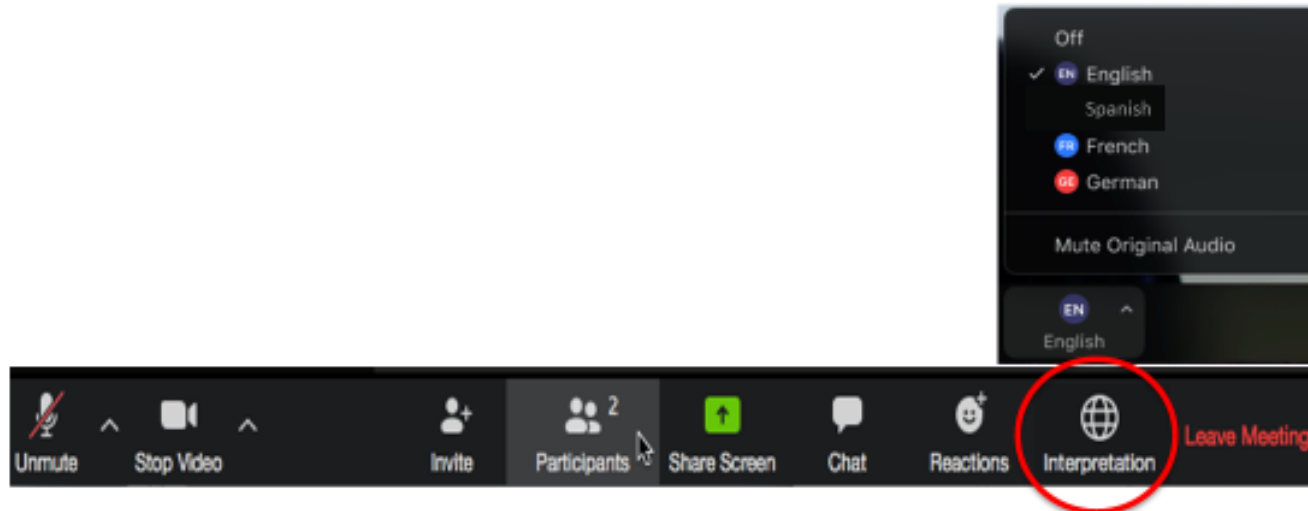 Off
EN English
Spanish
FR French
GE German
Mute Original Audio
EN
English
2
Unmute Stop Video Invite Participants Share Screen Chat Reactions Interpretation Leave Meeting